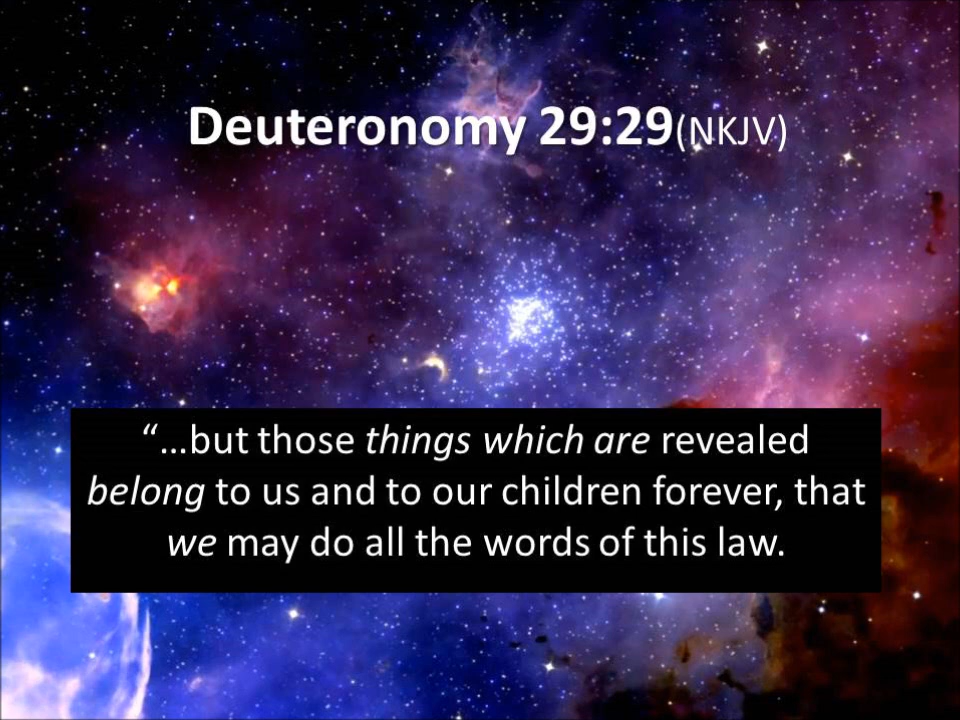 Deuteronomy 29:29(NKJV)
“…but those things which are revealed
belong to us and to our children forever, that
we may do all the words of this law.